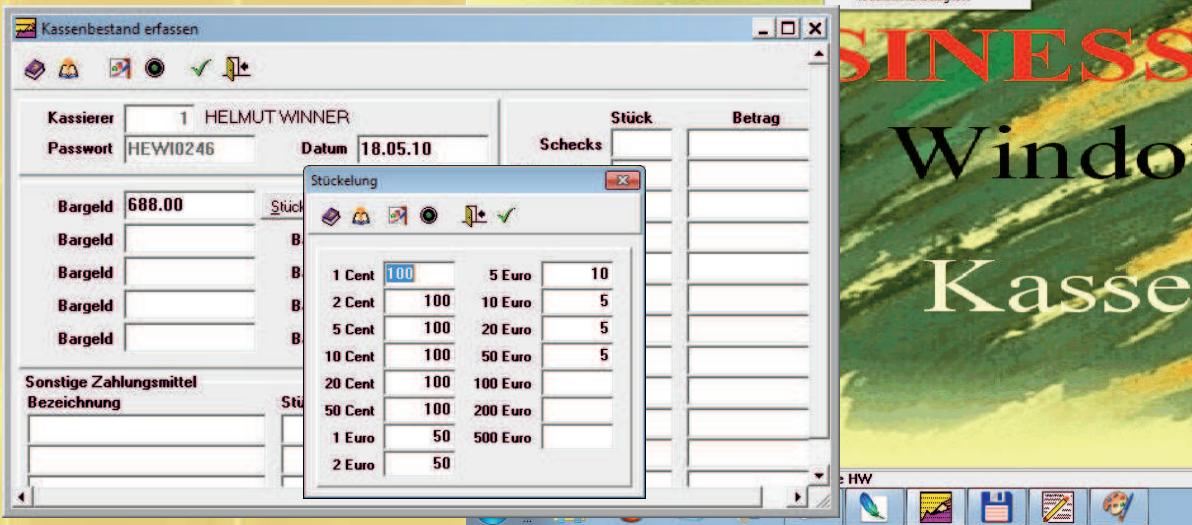 Kassenbestand erfassen
Kassierer 1 HELMUT WINNER
Passwort HEWI0246 Datum 18.05.10
Stück Betrag
Schecks
Bargeld 688.00 Stück
Bargeld
Bargeld
Bargeld
Bargeld
Sonstige Zahlungsmittel
Bezeichnung Stü
Stückelung
1 Cent 100 5 Euro 10
2 Cent 100 10 Euro 5
5 Cent 100 20 Euro 5
10 Cent 100 50 Euro 5
20 Cent 100 100 Euro
50 Cent 100 200 Euro
1 Euro 50 500 Euro
2 Euro 50
SINESS
Windo
Kasse
HW